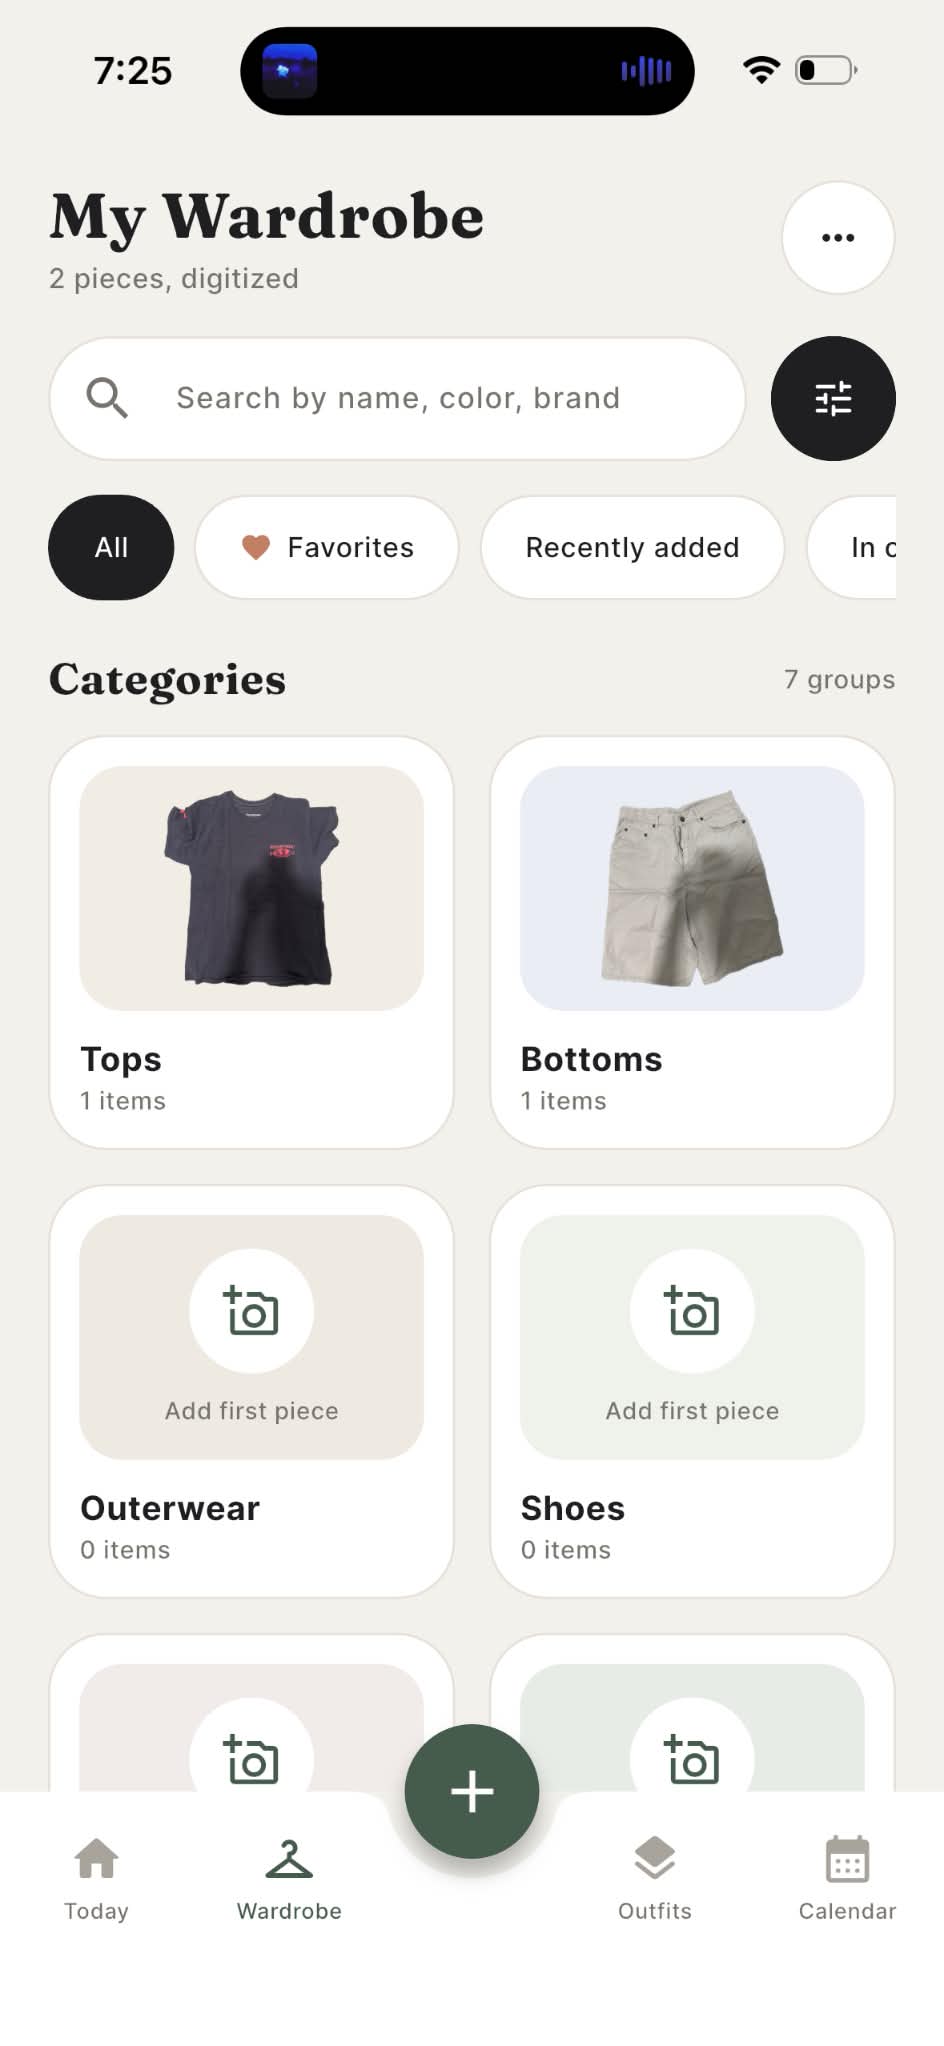 7:25
My Wardrobe
2 pieces, digitized
Search by name, color, brand
All
Favorites
Recently added
In
Categories
7 groups
Tops
1 items
Bottoms
1 items
Add first piece
Add first piece
Outerwear
0 items
Shoes
0 items
Today
Wardrobe
Outfits
Calendar